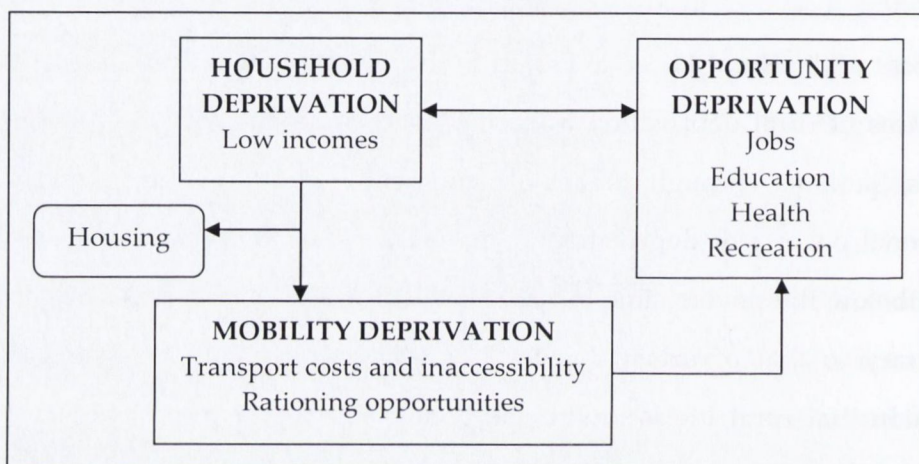 HOUSEHOLD
DEPRIVATION
Low incomes
OPPORTUNITY
DEPRIVATION
Jobs
Education
Health
Recreation
Housing
MOBILITY DEPRIVATION
Transport costs and inaccessibility
Rationing opportunities